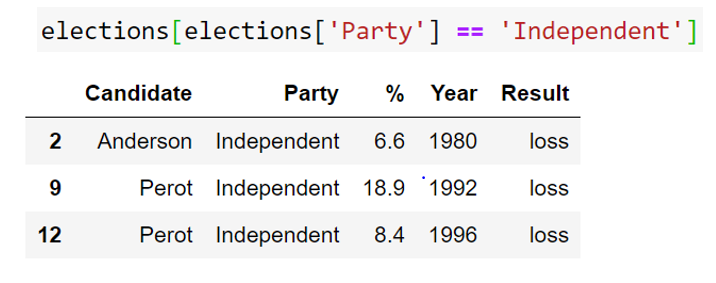 elections[elections['Party'] == 'Independent']
Candidate Party % Year Result
2 Anderson Independent 6.6 1980 loss
9 Perot Independent 18.9 1992 loss
12 Perot Independent 8.4 1996 loss